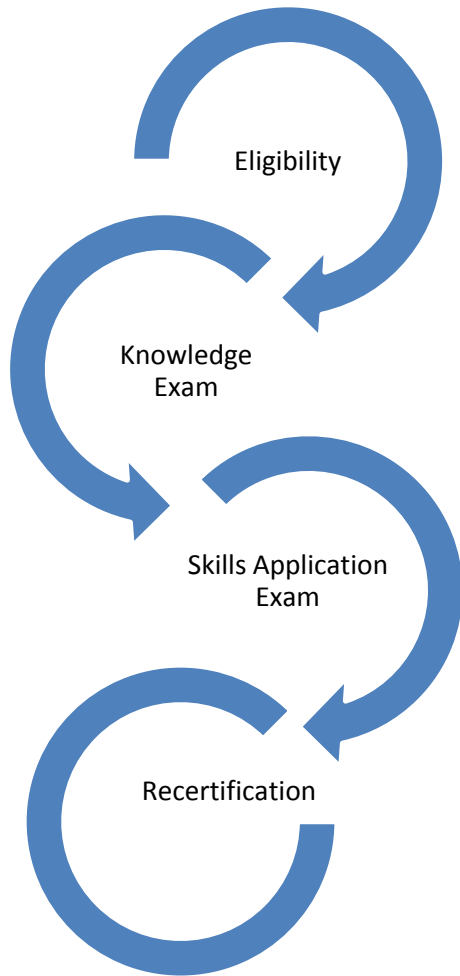 Eligibility
Knowledge
Exam
Skills Application
Exam
Recertification